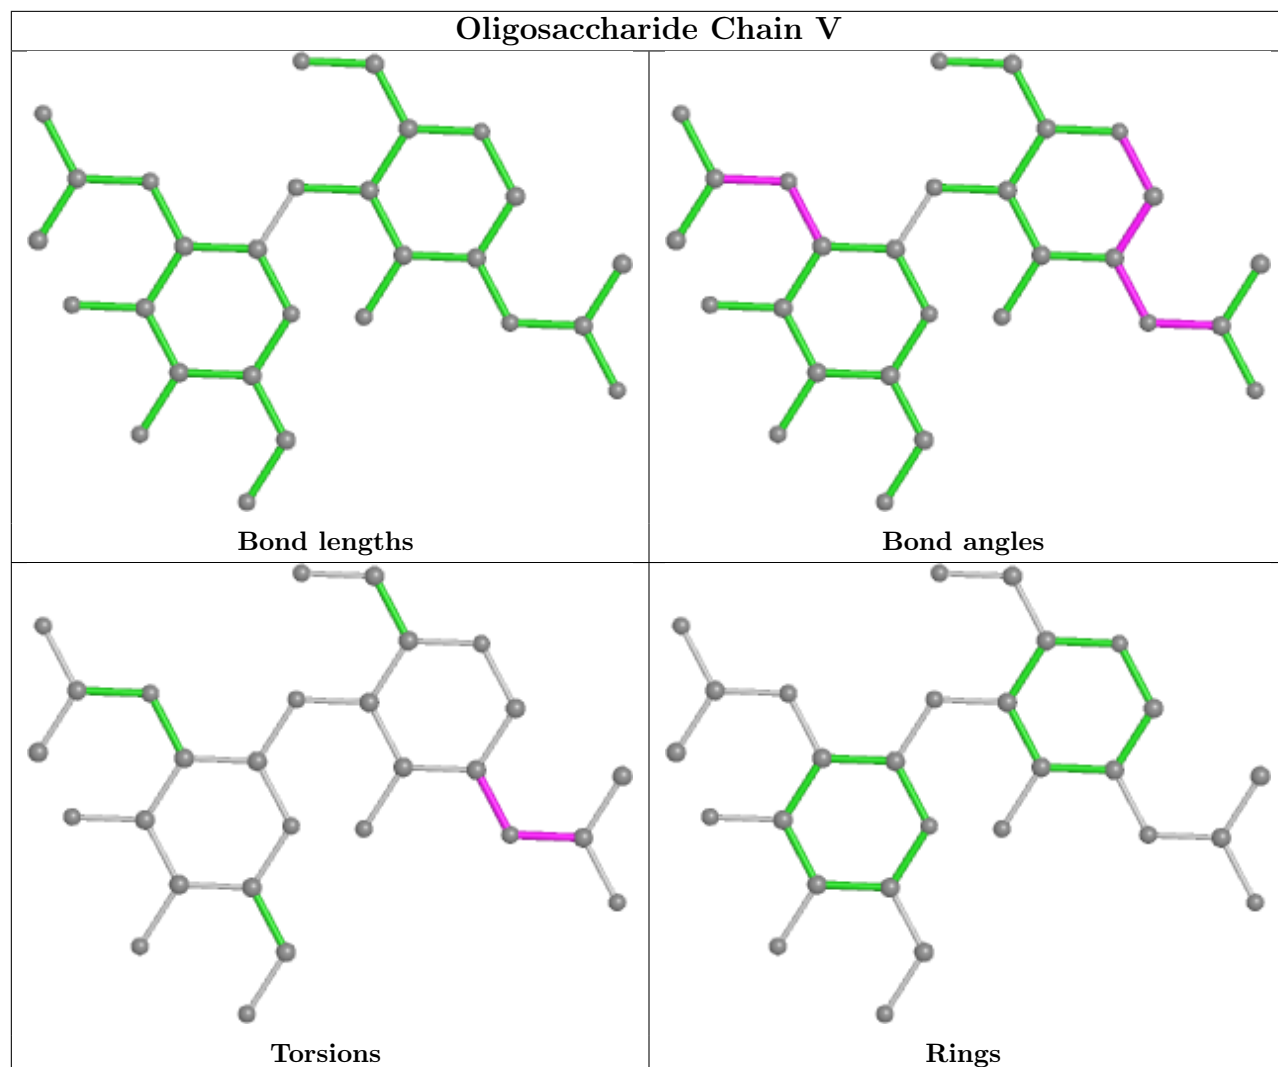 Oligosaccharide Chain V
Bond lengths
Bond angles
Torsions
Rings